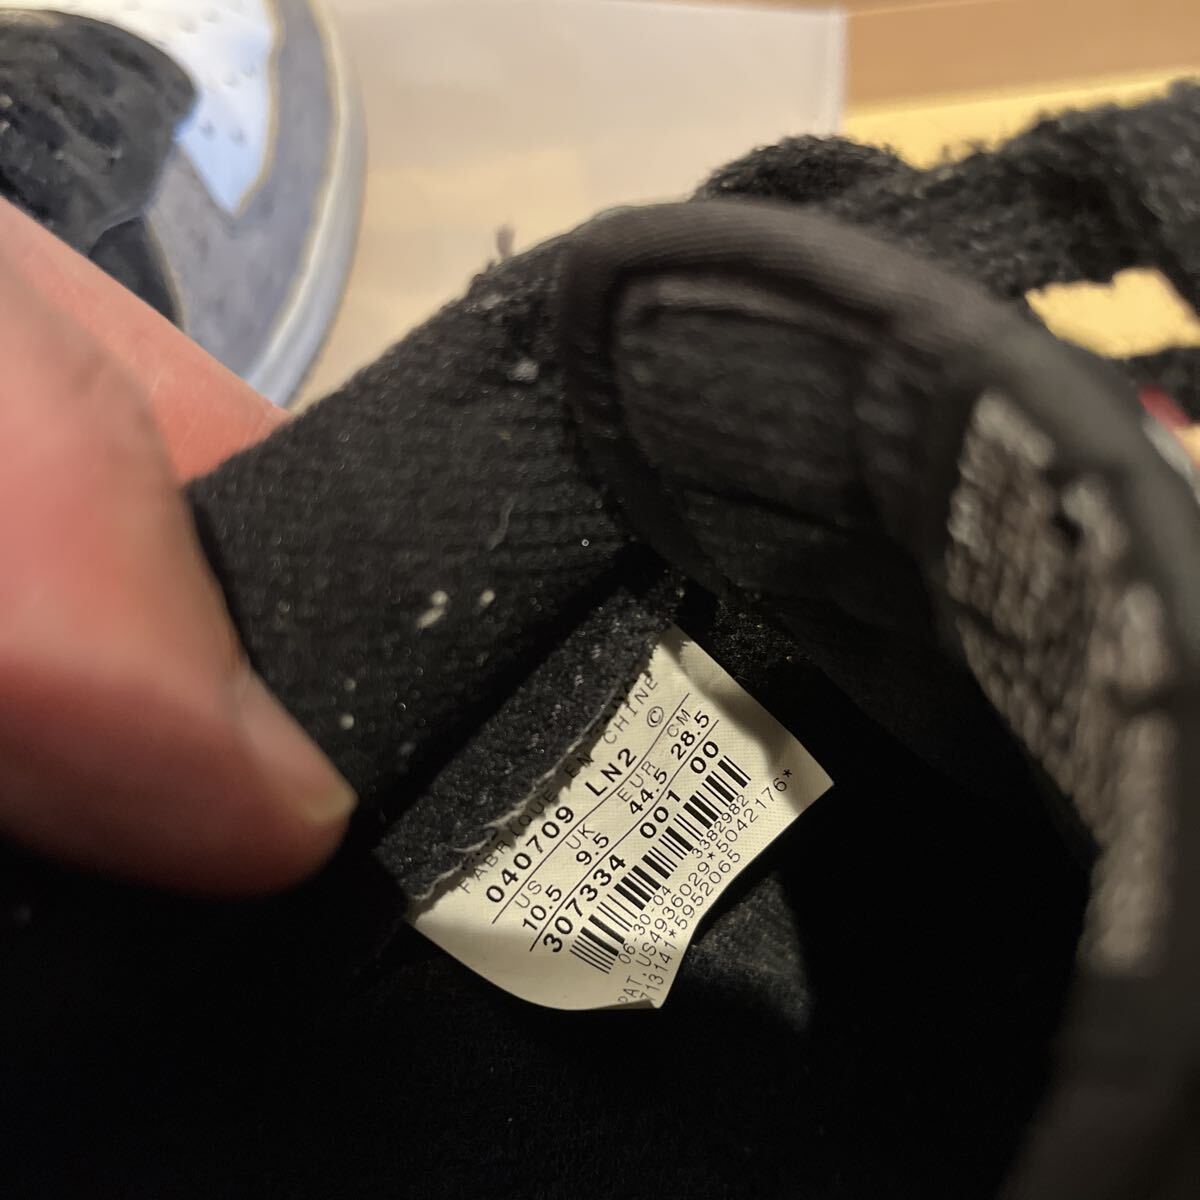 FABRIQUE EN CHINE
040709 LN2 ©
US UK EUR CM
10.5 9.5 44.5 28.5
307334 001 00
06-30-04 3382982
PAT. US4936029*5042176*
713141*5952065